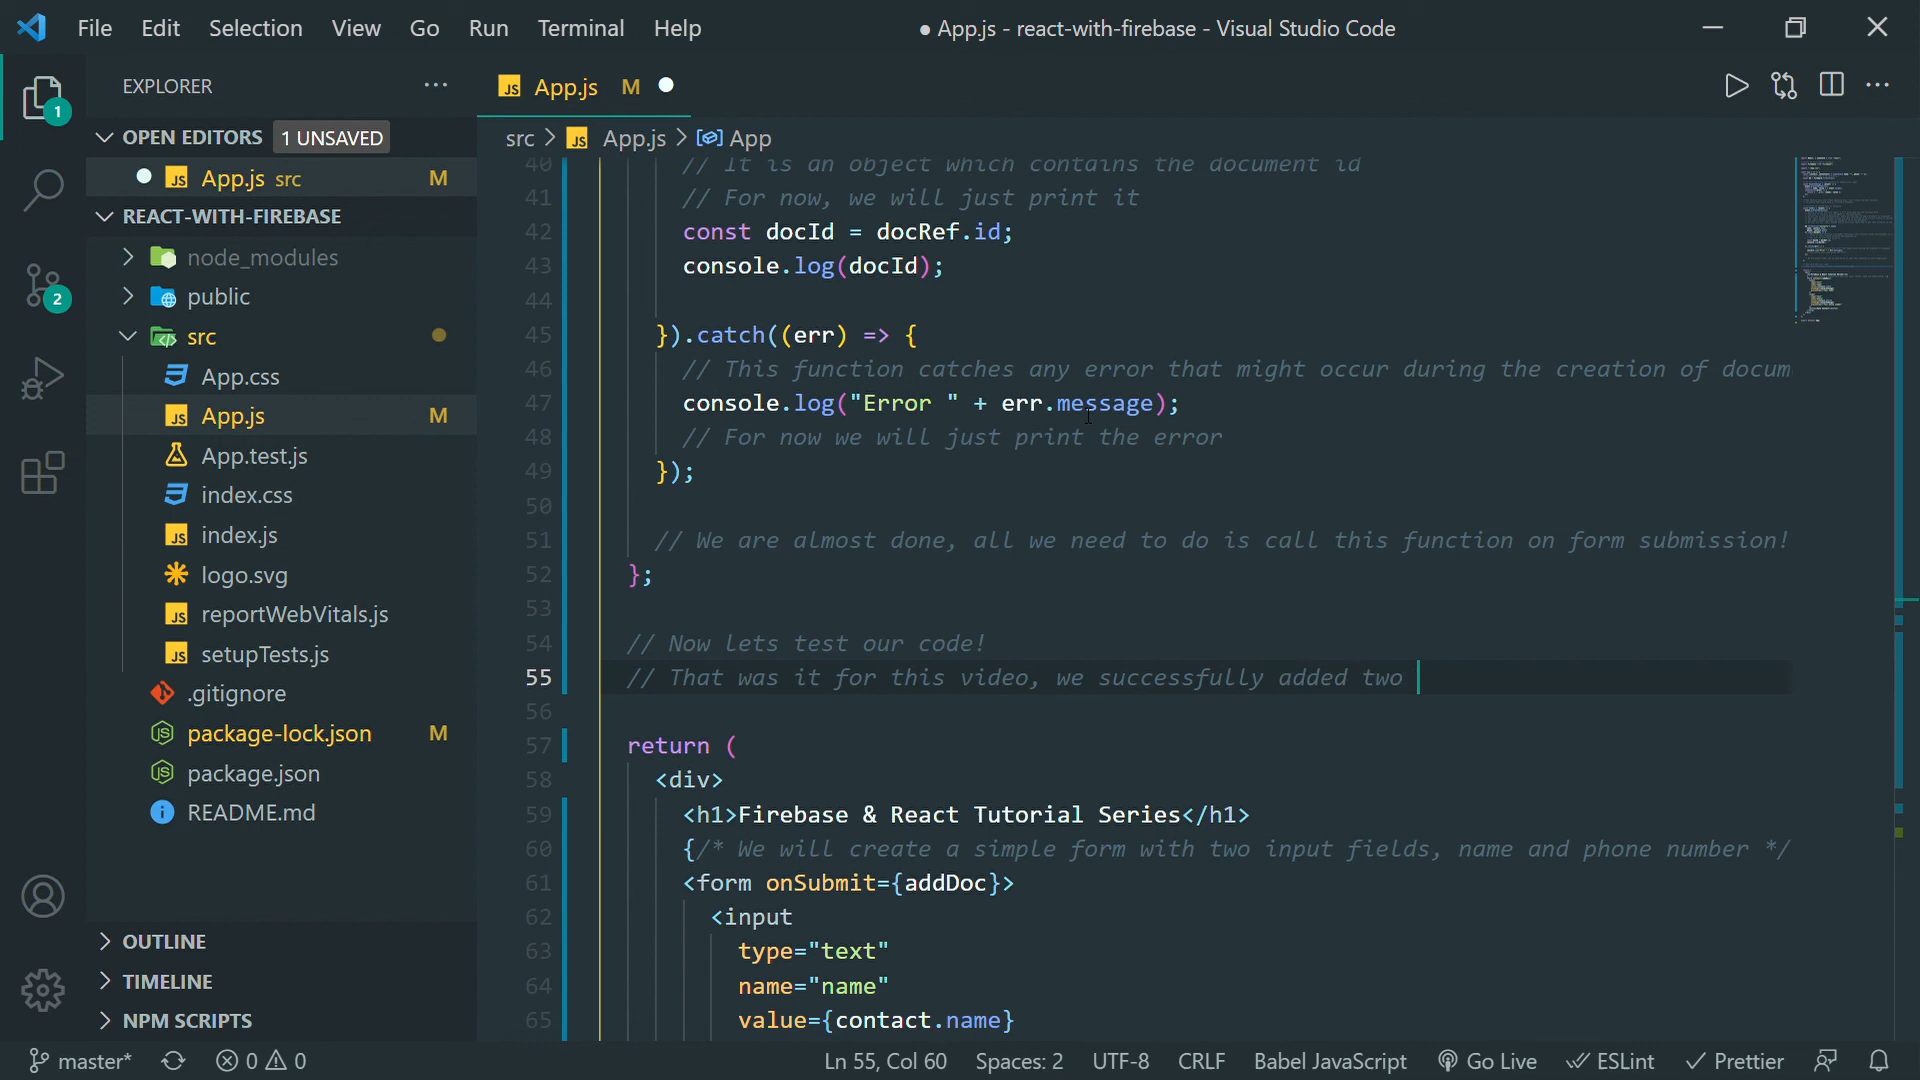 File Edit Selection View Go Run Terminal Help
● App.js - react-with-firebase - Visual Studio Code
EXPLORER
OPEN EDITORS 1 UNSAVED
App.js src M
REACT-WITH-FIREBASE
node_modules
public
src
App.css
App.js M
App.test.js
index.css
index.js
logo.svg
reportWebVitals.js
setupTests.js
.gitignore
package-lock.json M
package.json
README.md
OUTLINE
TIMELINE
NPM SCRIPTS
1
2
JS App.js M
src > JS App.js > App
40 // It is an object which contains the document id
41 // For now, we will just print it
42 const docId = docRef.id;
43 console.log(docId);
44
45 }).catch((err) => {
46 // This function catches any error that might occur during the creation of docum
47 console.log("Error " + err.message);
48 // For now we will just print the error
49 });
50
51 // We are almost done, all we need to do is call this function on form submission!
52 };
53
54 // Now lets test our code!
55 // That was it for this video, we successfully added two
56
57 return (
58 <div>
59 <h1>Firebase & React Tutorial Series</h1>
60 {/* We will create a simple form with two input fields, name and phone number */
61 <form onSubmit={addDoc}>
62 <input
63 type="text"
64 name="name"
65 value={contact.name}
master* 0 0 Ln 55, Col 60 Spaces: 2 UTF-8 CRLF Babel JavaScript Go Live ESLint Prettier